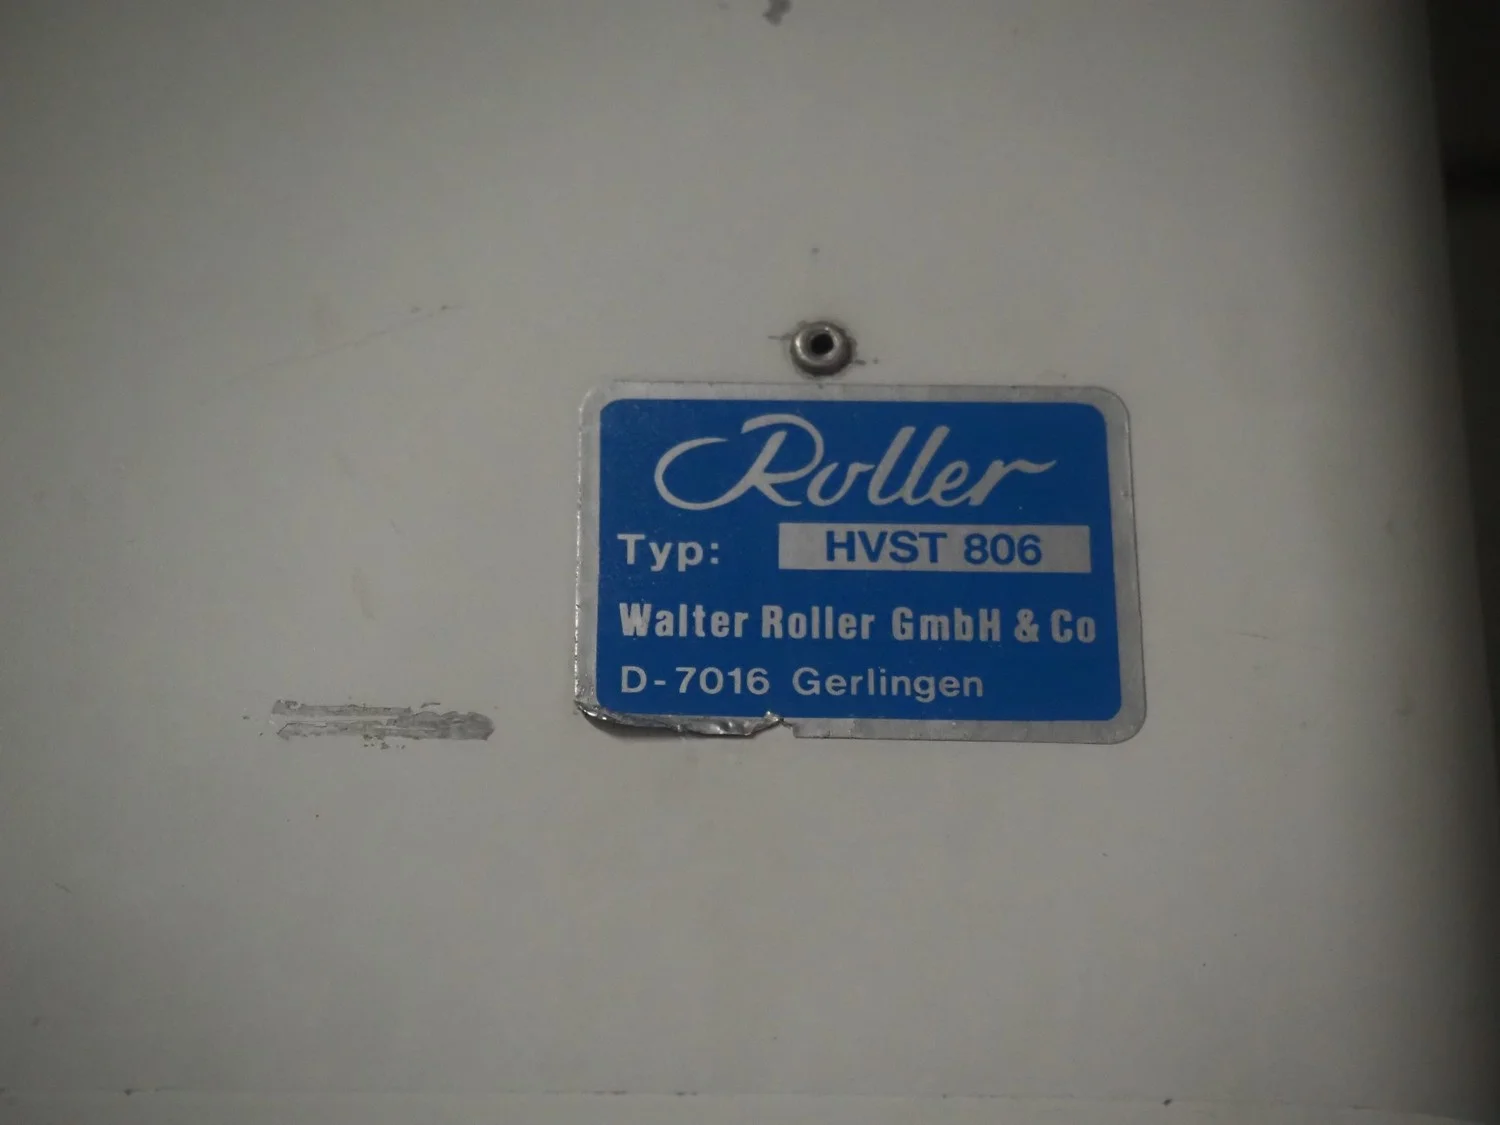 Roller
Typ: HVST 806
Walter Roller GmbH & Co
D-7016 Gerlingen